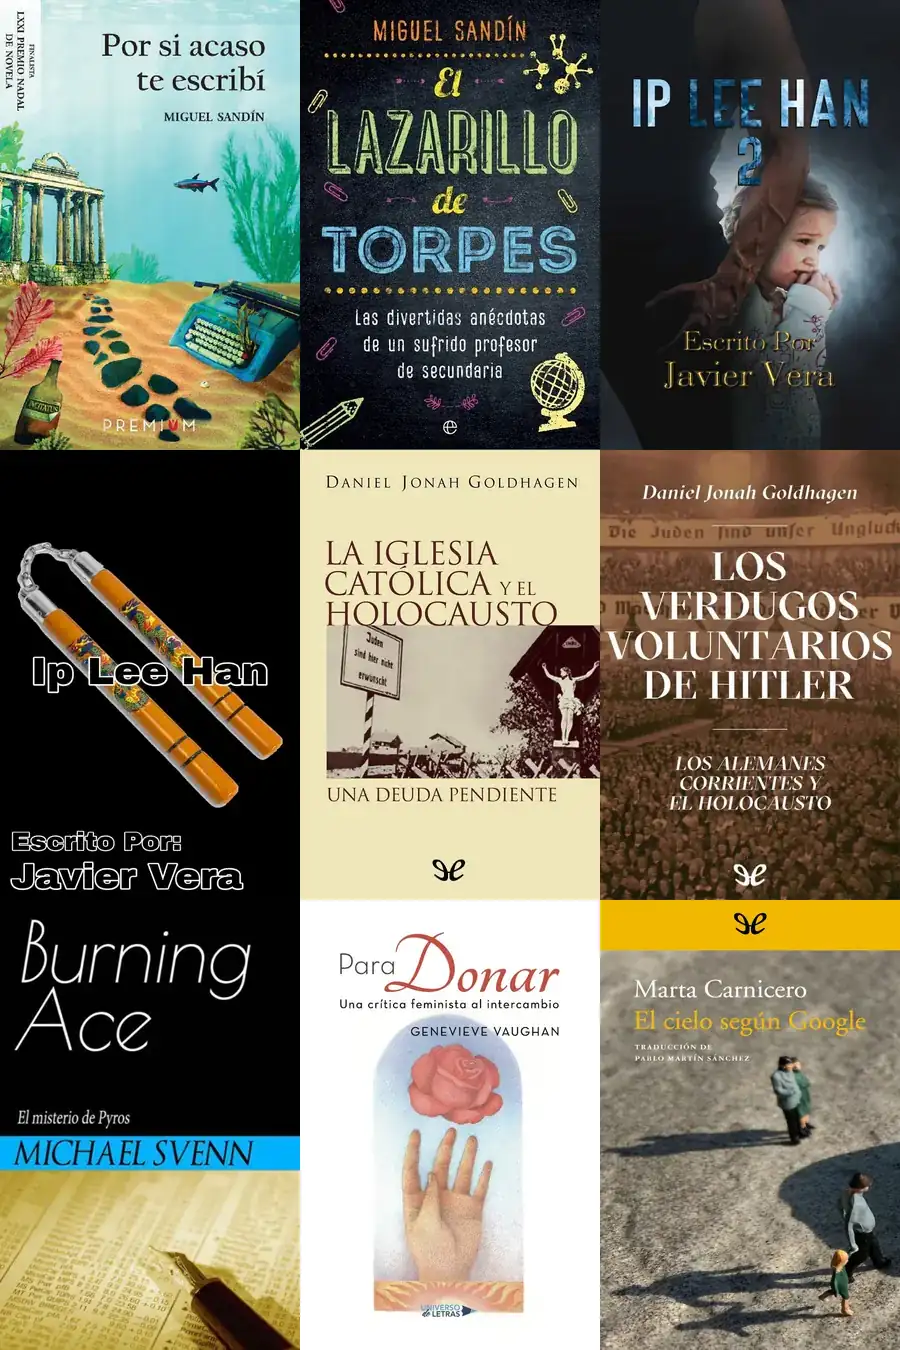 FINALISTA
LXXI PREMIO NADAL
DE NOVELA
Por si acaso
te escribí
MIGUEL SANDÍN
INCITATUS
PREMIUM
MIGUEL SANDÍN
El
LAZARILLO
de
TORPES
Las divertidas anécdotas
de un sufrido profesor
de secundaria
e
IP LEE HAN
2
Escrito Por
Javier Vera
Ip Lee Han
Escrito Por:
Javier Vera
DANIEL JONAH GOLDHAGEN
LA IGLESIA
CATÓLICA Y EL
HOLOCAUSTO
Juden
sind hier nicht
erwünscht
UNA DEUDA PENDIENTE
Daniel Jonah Goldhagen
Die Juden sind unser Unglück
LOS
VERDUGOS
VOLUNTARIOS
DE HITLER
LOS ALEMANES
CORRIENTES Y
EL HOLOCAUSTO
Burning
Ace
El misterio de Pyros
MICHAEL SVENN
Para Donar
Una crítica feminista al intercambio
GENEVIEVE VAUGHAN
UNIVERSO
de LETRAS
Marta Carnicero
El cielo según Google
TRADUCCIÓN DE
PABLO MARTÍN SÁNCHEZ